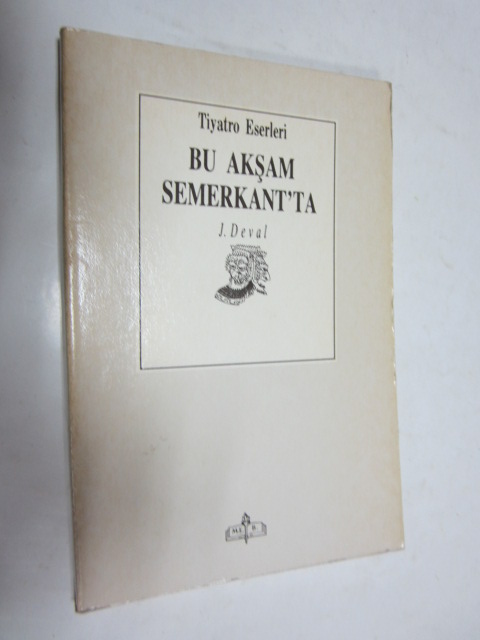 Tiyatro Eserleri
BU AKŞAM
SEMERKANT'TA
J. Deval
M.E. B.